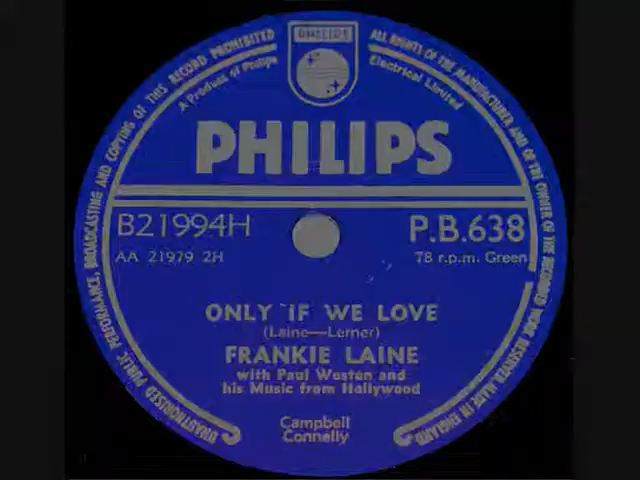 PHILIPS
A Product of Philips
Electrical Limited
PHILIPS
B21994H
P.B.638
AA 21979 2H
78 r.p.m. Green
ONLY IF WE LOVE
(Laine—Lerner)
FRANKIE LAINE
with Paul Weston and
his Music from Hollywood
Campbell
Connelly
UNAUTHORISED PUBLIC PERFORMANCE, BROADCASTING AND COPYING OF THIS RECORD PROHIBITED
ALL RIGHTS OF THE MANUFACTURER AND OF THE OWNER OF THE RECORDED WORK RESERVED MADE IN ENGLAND